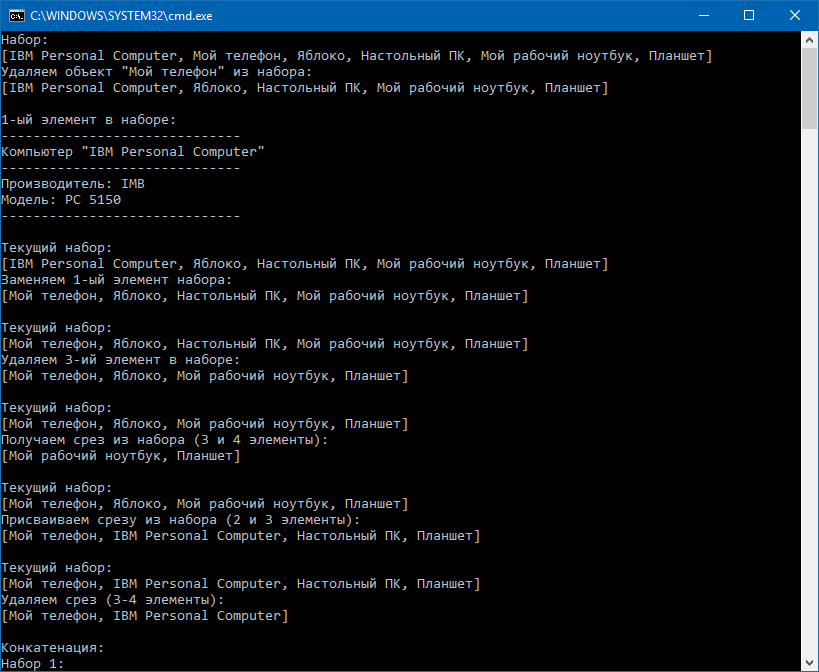 C:\WINDOWS\SYSTEM32\cmd.exe
Набор:
[IBM Personal Computer, Мой телефон, Яблоко, Настольный ПК, Мой рабочий ноутбук, Планшет]
Удаляем объект "Мой телефон" из набора:
[IBM Personal Computer, Яблоко, Настольный ПК, Мой рабочий ноутбук, Планшет]
1-ый элемент в наборе:
------------------------------
Компьютер "IBM Personal Computer"
------------------------------
Производитель: IMB
Модель: PC 5150
------------------------------
Текущий набор:
[IBM Personal Computer, Яблоко, Настольный ПК, Мой рабочий ноутбук, Планшет]
Заменяем 1-ый элемент набора:
[Мой телефон, Яблоко, Настольный ПК, Мой рабочий ноутбук, Планшет]
Текущий набор:
[Мой телефон, Яблоко, Настольный ПК, Мой рабочий ноутбук, Планшет]
Удаляем 3-ий элемент в наборе:
[Мой телефон, Яблоко, Мой рабочий ноутбук, Планшет]
Текущий набор:
[Мой телефон, Яблоко, Мой рабочий ноутбук, Планшет]
Получаем срез из набора (3 и 4 элементы):
[Мой рабочий ноутбук, Планшет]
Текущий набор:
[Мой телефон, Яблоко, Мой рабочий ноутбук, Планшет]
Присваиваем срезу из набора (2 и 3 элементы):
[Мой телефон, IBM Personal Computer, Настольный ПК, Планшет]
Текущий набор:
[Мой телефон, IBM Personal Computer, Настольный ПК, Планшет]
Удаляем срез (3-4 элементы):
[Мой телефон, IBM Personal Computer]
Конкатенация:
Набор 1: